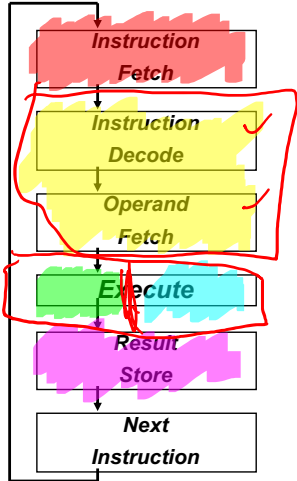 Instruction
Fetch
Instruction
Decode
Operand
Fetch
Execute
Result
Store
Next
Instruction